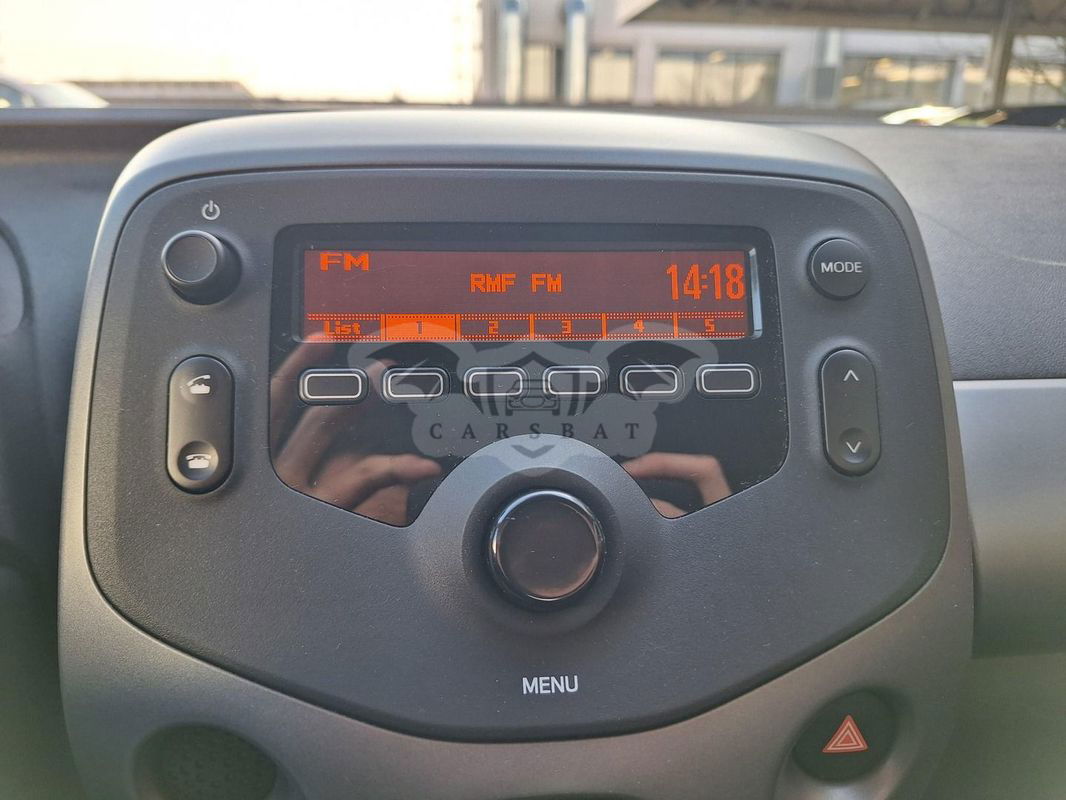 FM
RMF FM
14:18
MODE
List 1 2 3 4 5
CARSBAT
MENU